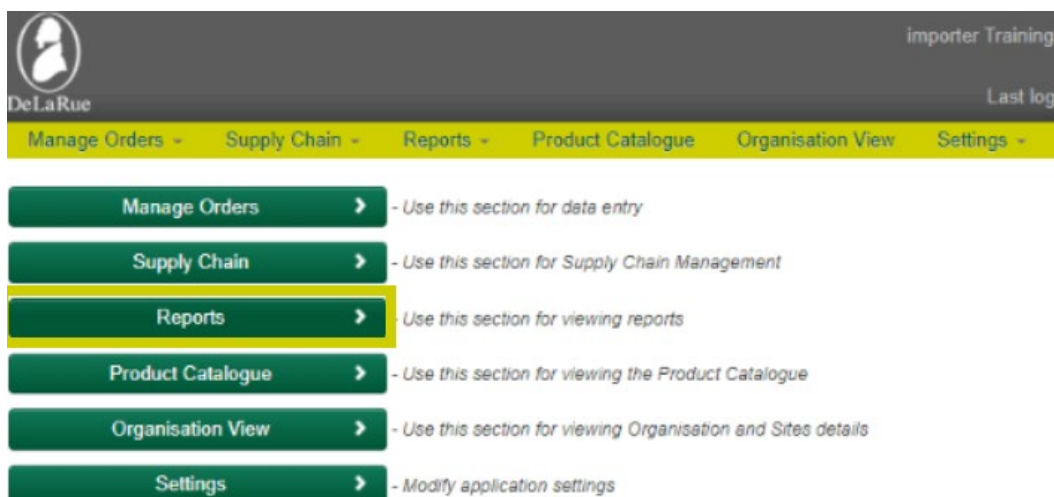 importer Training
DeLaRue
Last log
Manage Orders Supply Chain Reports Product Catalogue Organisation View Settings
Manage Orders - Use this section for data entry
Supply Chain - Use this section for Supply Chain Management
Reports - Use this section for viewing reports
Product Catalogue - Use this section for viewing the Product Catalogue
Organisation View - Use this section for viewing Organisation and Sites details
Settings - Modify application settings